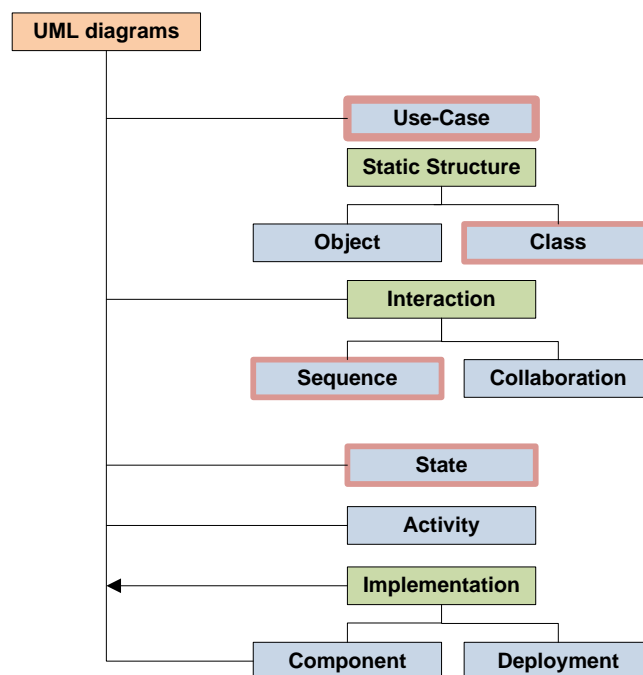 UML diagrams
Use-Case
Static Structure
Object
Class
Interaction
Sequence
Collaboration
State
Activity
Implementation
Component
Deployment